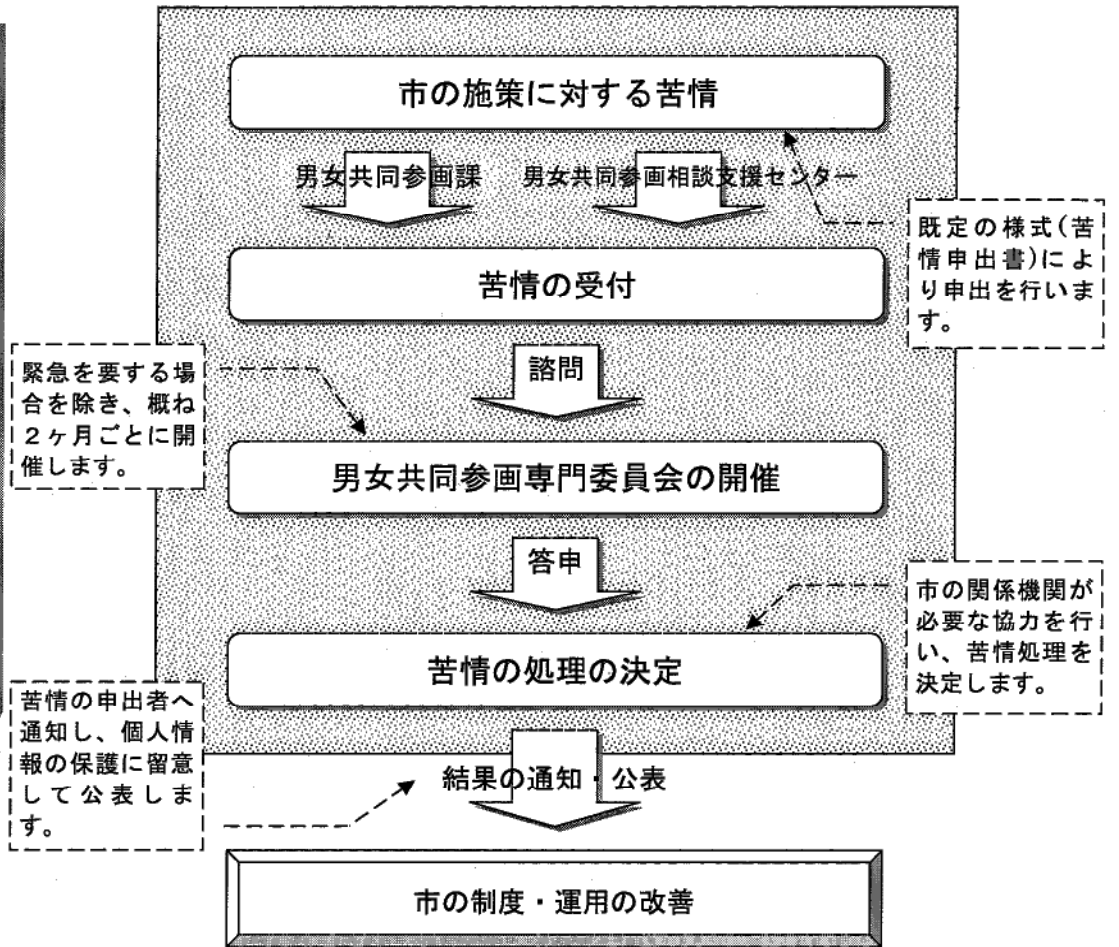 市の施策に対する苦情
男女共同参画課
男女共同参画相談支援センター
既定の様式(苦
情申出書)によ
り申出を行いま
す。
苦情の受付
諮問
緊急を要する場
合を除き、概ね
２ヶ月ごとに開
催します。
男女共同参画専門委員会の開催
答申
市の関係機関が
必要な協力を行
い、苦情処理を
決定します。
苦情の処理の決定
苦情の申出者へ
通知し、個人情
報の保護に留意
して公表しま
す。
結果の通知・公表
市の制度・運用の改善